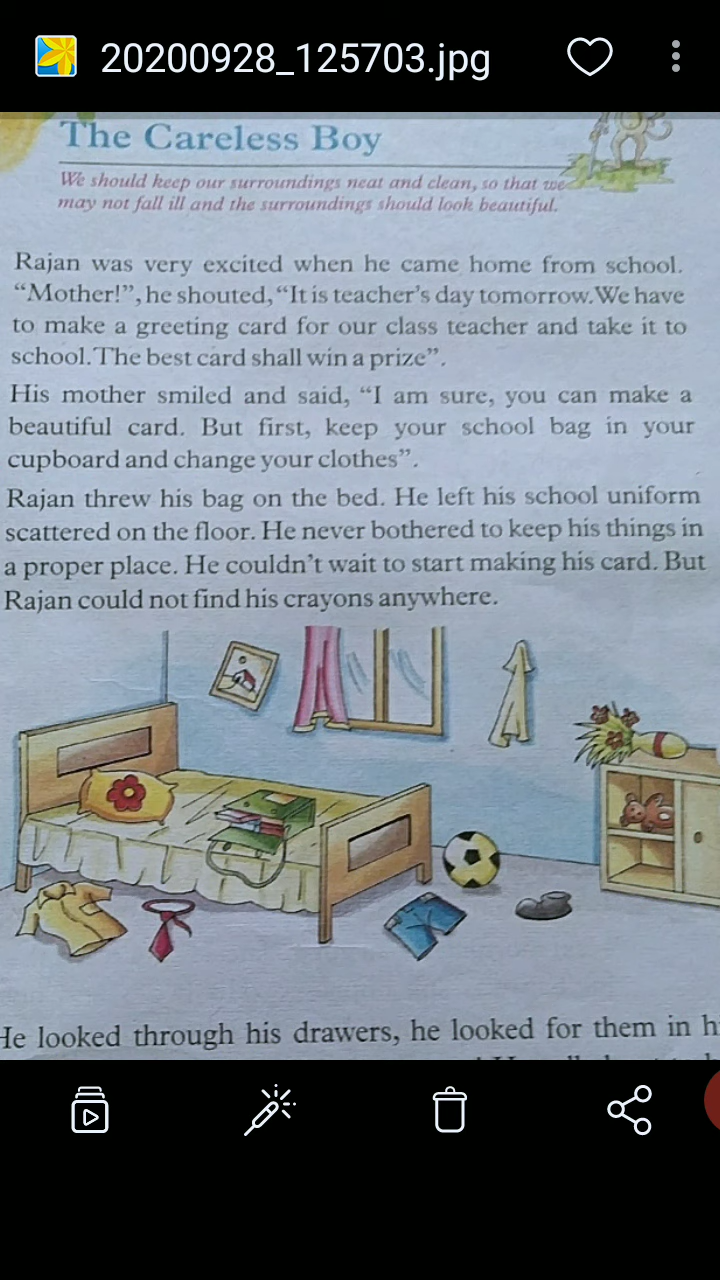 20200928_125703.jpg
The Careless Boy
We should keep our surroundings neat and clean, so that we
may not fall ill and the surroundings should look beautiful.
Rajan was very excited when he came home from school.
“Mother!”, he shouted, “It is teacher’s day tomorrow. We have
to make a greeting card for our class teacher and take it to
school. The best card shall win a prize”.
His mother smiled and said, “I am sure, you can make a
beautiful card. But first, keep your school bag in your
cupboard and change your clothes”.
Rajan threw his bag on the bed. He left his school uniform
scattered on the floor. He never bothered to keep his things in
a proper place. He couldn’t wait to start making his card. But
Rajan could not find his crayons anywhere.
He looked through his drawers, he looked for them in